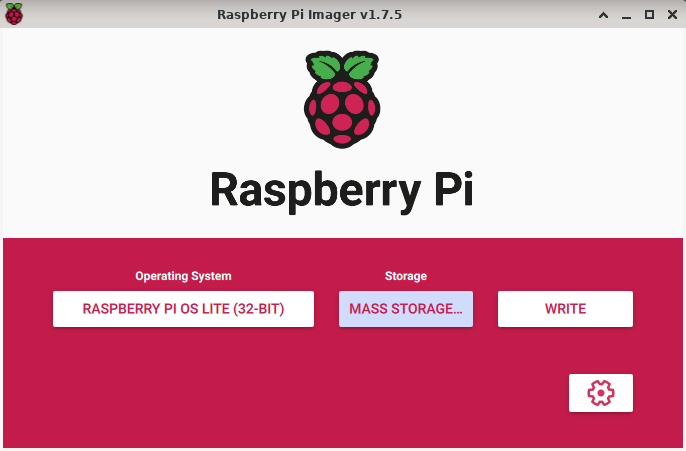 Raspberry Pi Imager v1.7.5
Raspberry Pi
Operating System
Storage
RASPBERRY PI OS LITE (32-BIT)
MASS STORAGE...
WRITE